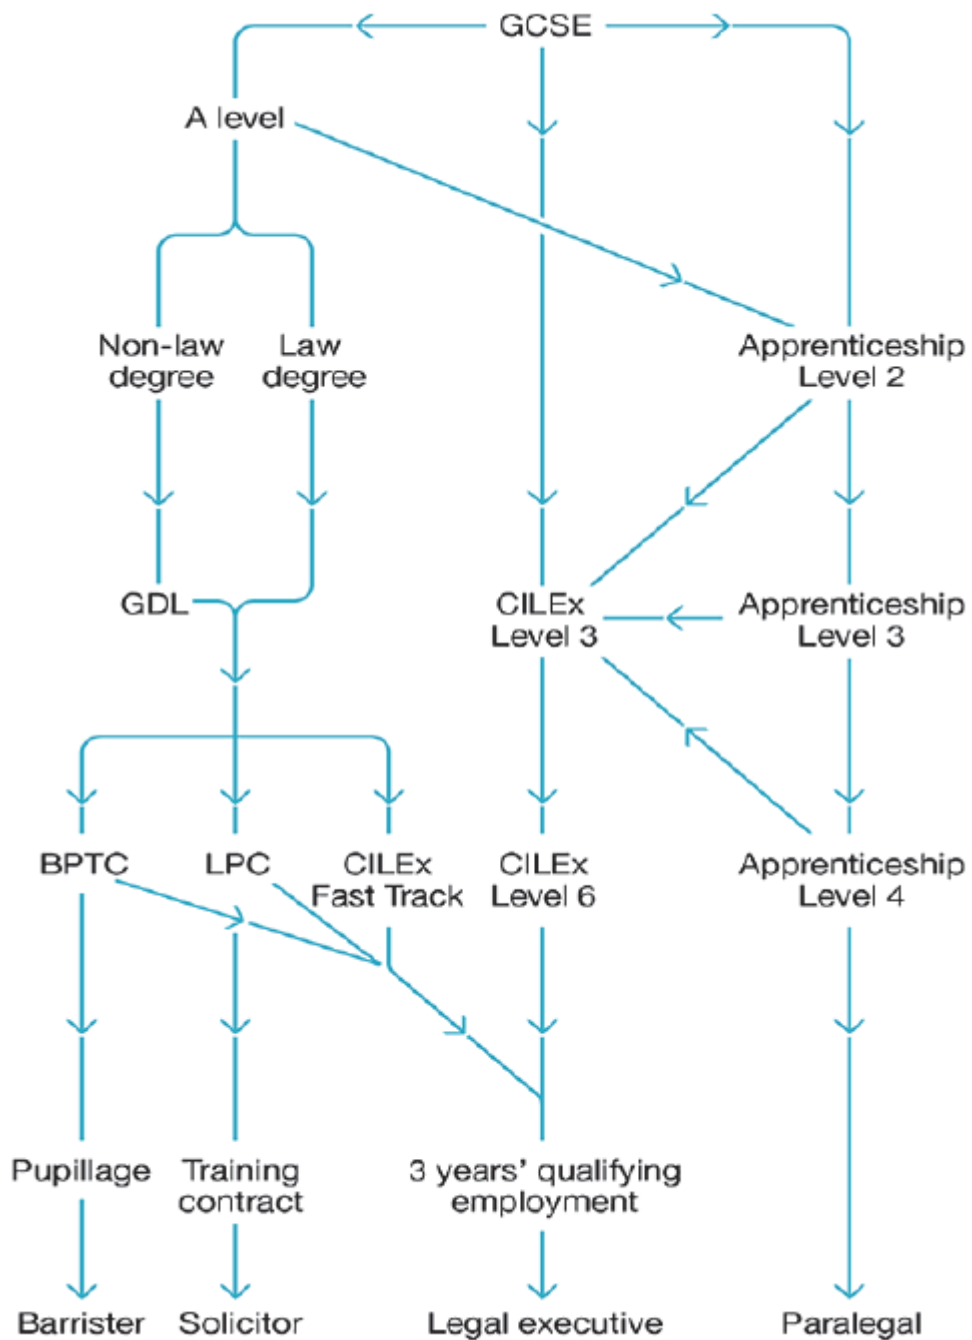 GCSE
A level
Non-law
degree
Law
degree
Apprenticeship
Level 2
GDL
CILEx
Level 3
Apprenticeship
Level 3
BPTC
LPC
CILEx
Fast Track
CILEx
Level 6
Apprenticeship
Level 4
Pupillage
Training
contract
3 years’ qualifying
employment
Barrister
Solicitor
Legal executive
Paralegal